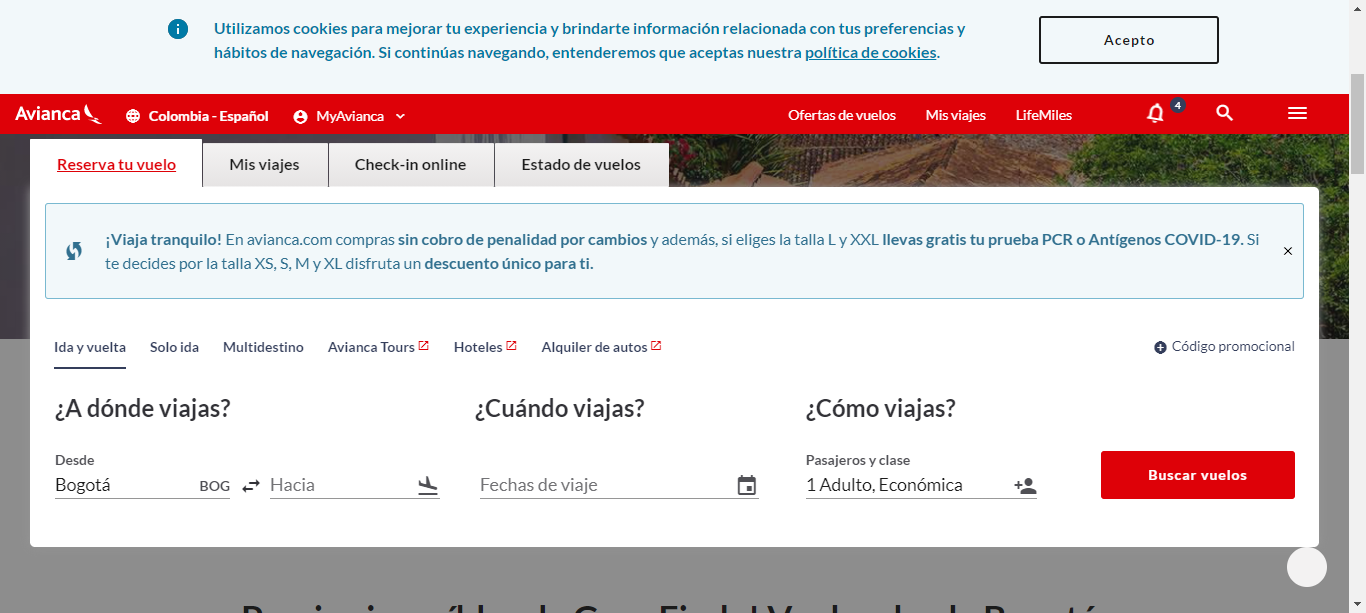 Utilizamos cookies para mejorar tu experiencia y brindarte información relacionada con tus preferencias y
hábitos de navegación. Si continúas navegando, entenderemos que aceptas nuestra política de cookies.
Acepto
Avianca
Colombia - Español
MyAvianca
Ofertas de vuelos
Mis viajes
LifeMiles
4
Reserva tu vuelo
Mis viajes
Check-in online
Estado de vuelos
¡Viaja tranquilo! En avianca.com compras sin cobro de penalidad por cambios y además, si eliges la talla L y XXL llevas gratis tu prueba PCR o Antígenos COVID-19. Si
te decides por la talla XS, S, M y XL disfruta un descuento único para ti.
Ida y vuelta
Solo ida
Multidestino
Avianca Tours
Hoteles
Alquiler de autos
Código promocional
¿A dónde viajas?
¿Cuándo viajas?
¿Cómo viajas?
Desde
Bogotá BOG
Hacia
Fechas de viaje
Pasajeros y clase
1 Adulto, Económica
Buscar vuelos